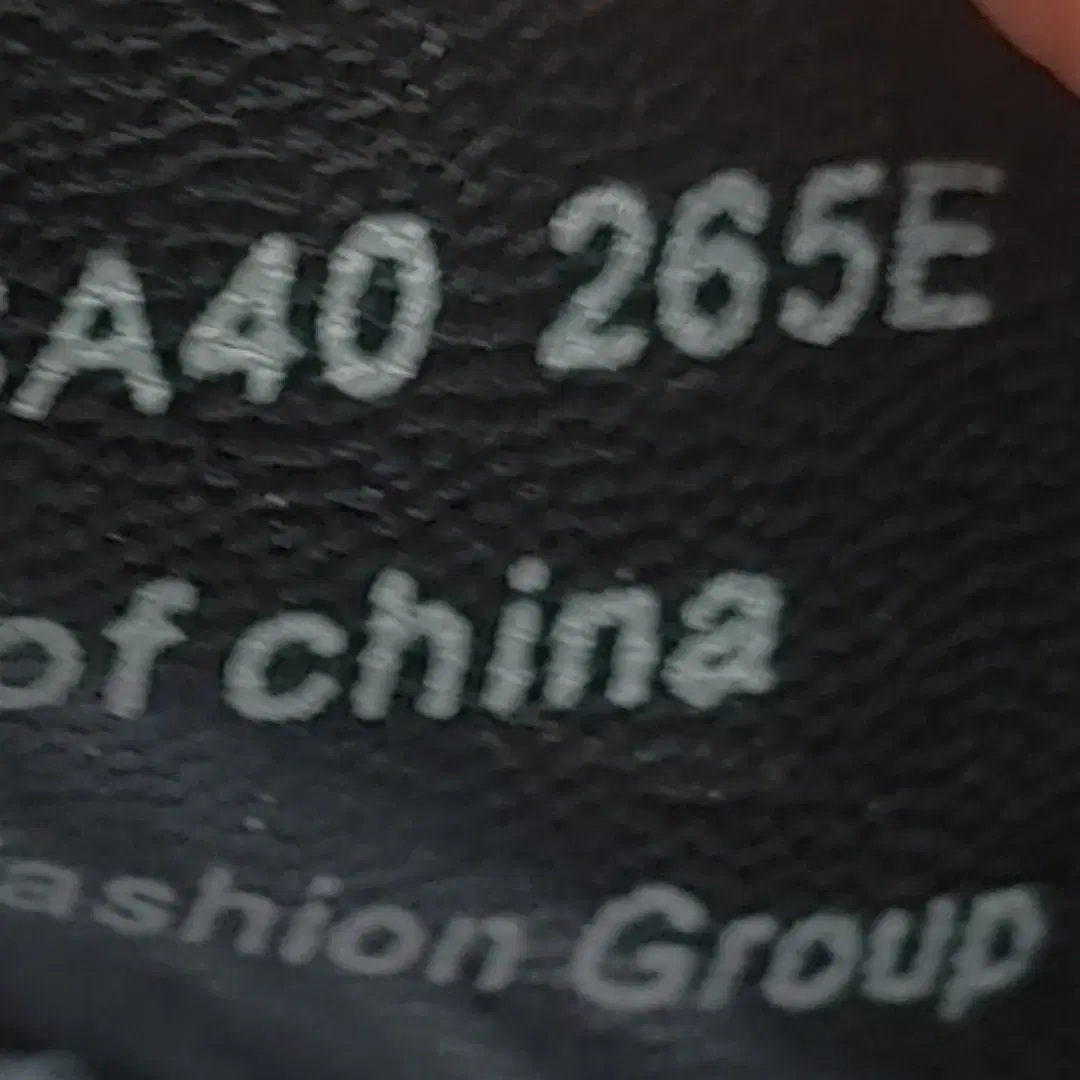 A40 265E
of china
ashion Group